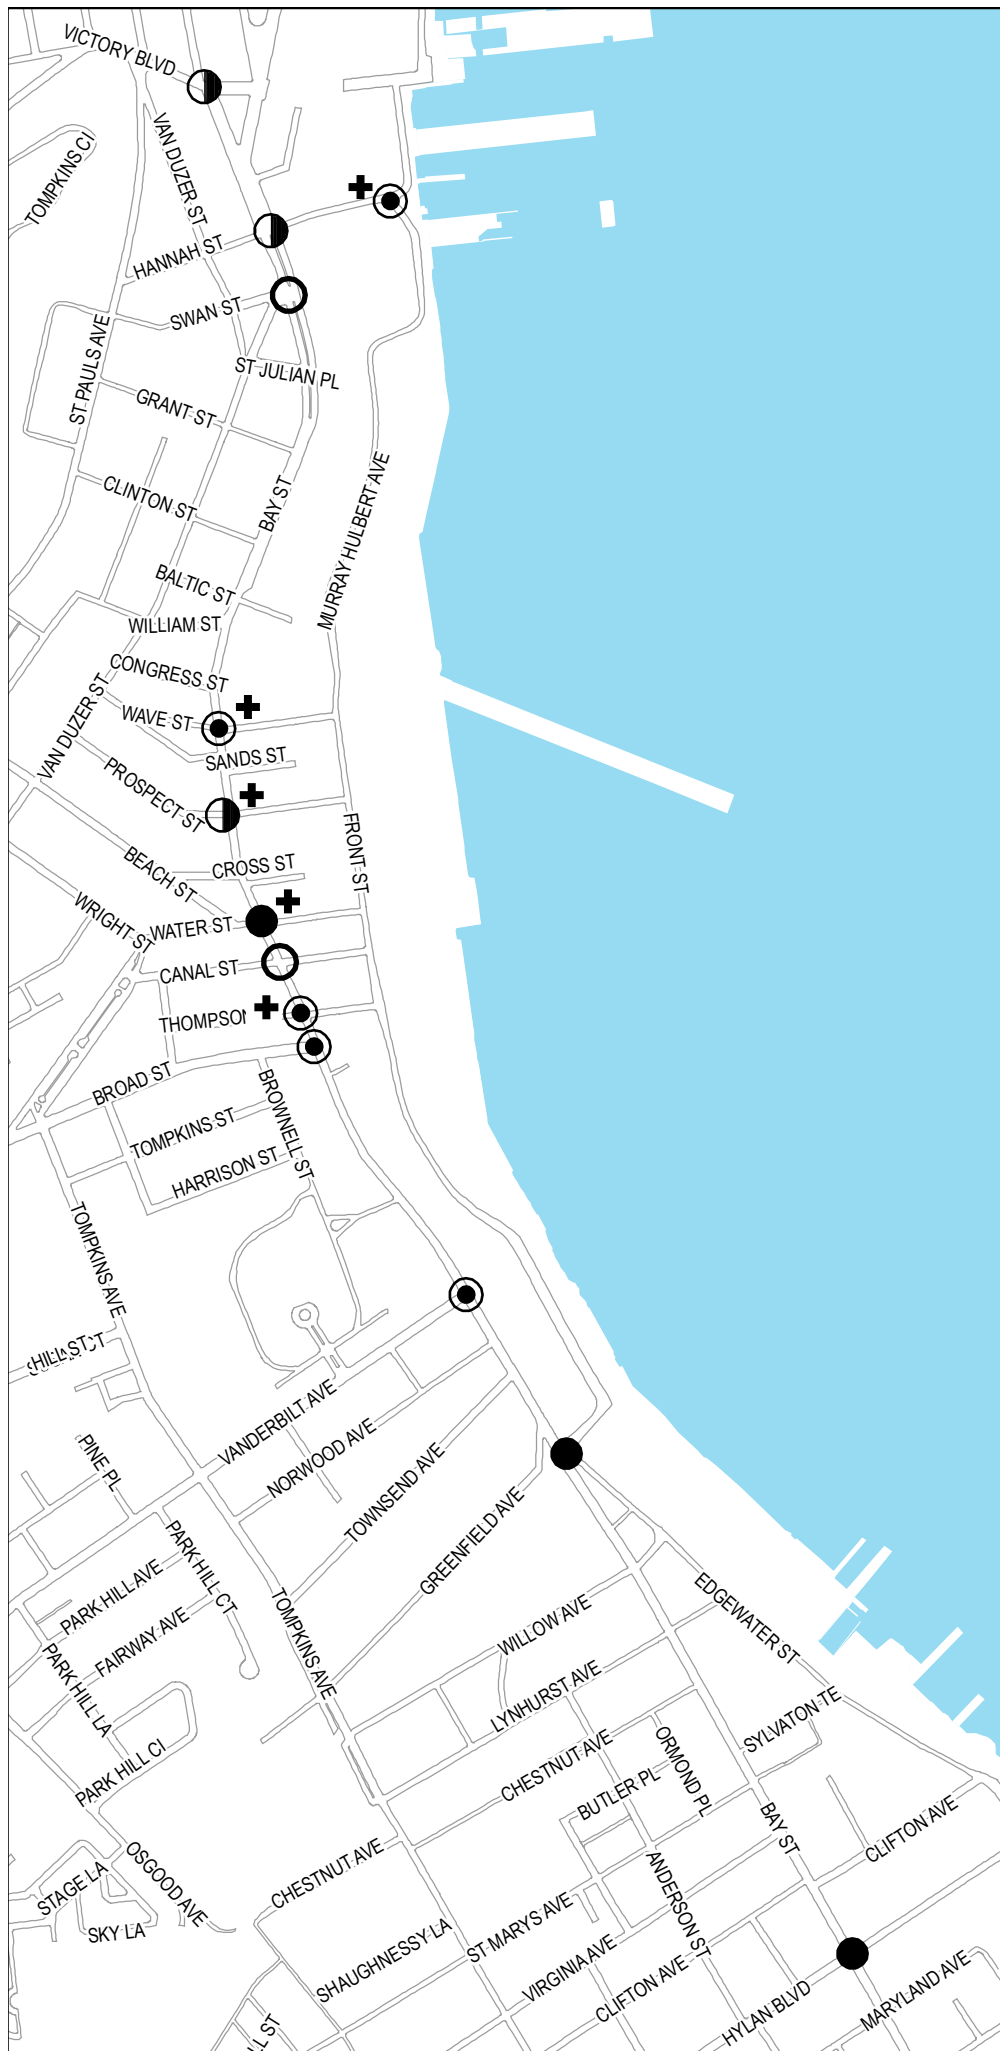 VICTORY BLVD
VAN DUZER ST
TOMPKINS CI
HANNAH ST
SWAN ST
ST PAULS AVE
ST JULIAN PL
GRANT ST
CLINTON ST
BAY ST
MURRAY HULBERT AVE
BALTIC ST
WILLIAM ST
CONGRESS ST
VAN DUZER ST
WAVE ST
SANDS ST
PROSPECT ST
FRONT ST
BEACH ST
CROSS ST
WRIGHT ST
WATER ST
CANAL ST
THOMPSON
BROAD ST
BROWNELL ST
TOMPKINS ST
HARRISON ST
TOMPKINS AVE
HILL ST
VANDERBILT AVE
PINE PL
NORWOOD AVE
TOWNSEND AVE
GREENFIELD AVE
PARK HILL CT
PARK HILL AVE
TOMPKINS AVE
EDGEWATER ST
FAIRWAY AVE
WILLOW AVE
PARK HILL LA
LYNHURST AVE
SYLVATON TE
PARK HILL CI
CHESTNUT AVE
ORMOND PL
BUTLER PL
BAY ST
CLIFTON AVE
OSGOOD AVE
STAGE LA
CHESTNUT AVE
ANDERSON ST
SKY LA
SHAUGHNESSY LA
ST MARYS AVE
VIRGINIA AVE
CLIFTON AVE
HYLAN BLVD
MARYLAND AVE
LL ST